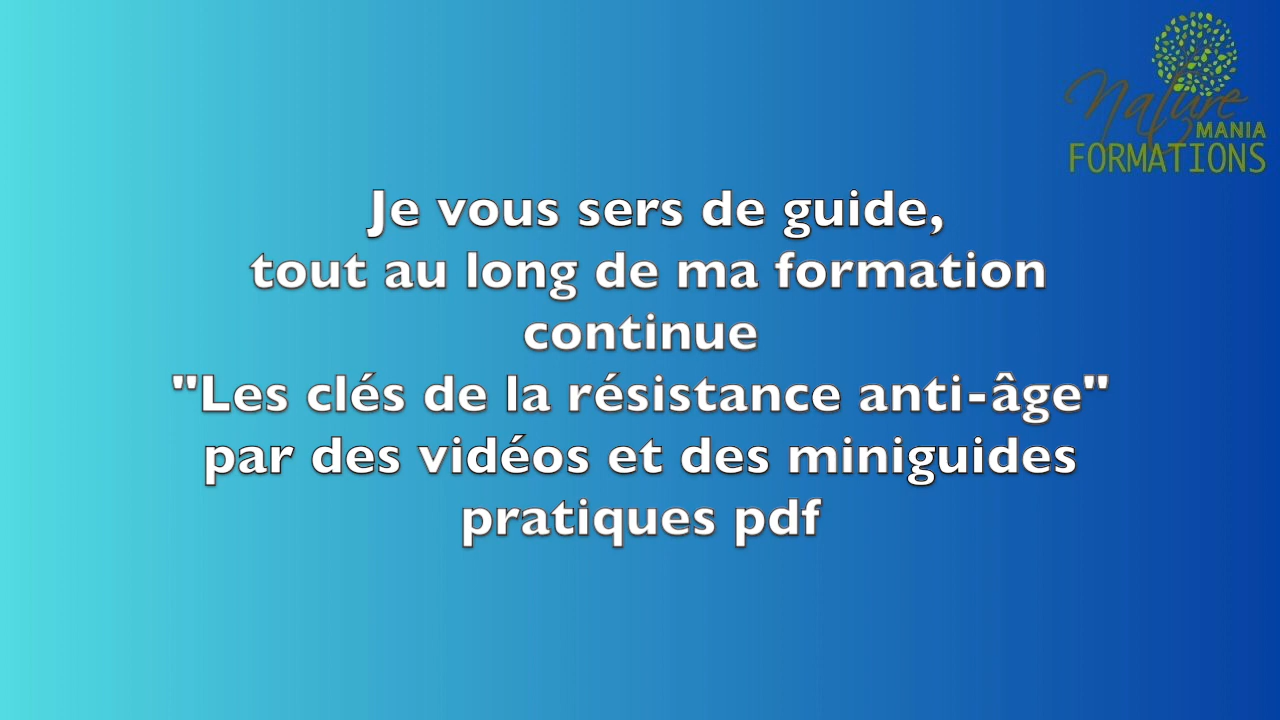 Nature
MANIA
FORMATIONS
Je vous sers de guide,
tout au long de ma formation
continue
"Les clés de la résistance anti-âge"
par des vidéos et des miniguides
pratiques pdf